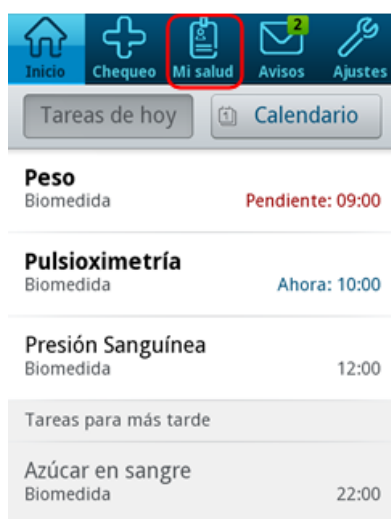 2
Inicio Chequeo Mi salud Avisos Ajustes
Tareas de hoy 1 Calendario
Peso
Biomedida Pendiente: 09:00
Pulsioximetría
Biomedida Ahora: 10:00
Presión Sanguínea
Biomedida 12:00
Tareas para más tarde
Azúcar en sangre
Biomedida 22:00